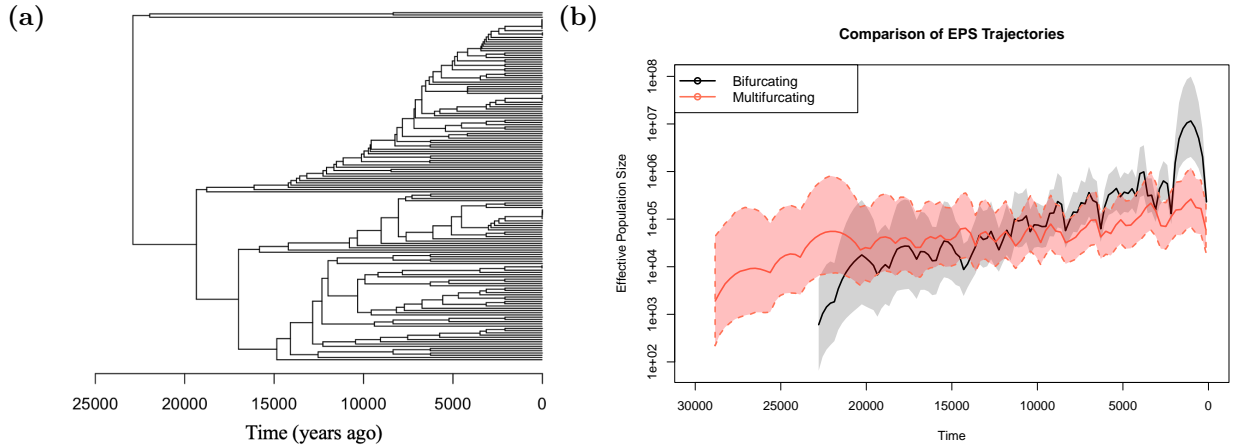 (a)
25000 20000 15000 10000 5000 0
Time (years ago)
(b)
Comparison of EPS Trajectories
Bifurcating
Multifurcating
Effective Population Size
1e+08
1e+07
1e+06
1e+05
1e+04
1e+03
1e+02
30000 25000 20000 15000 10000 5000 0
Time